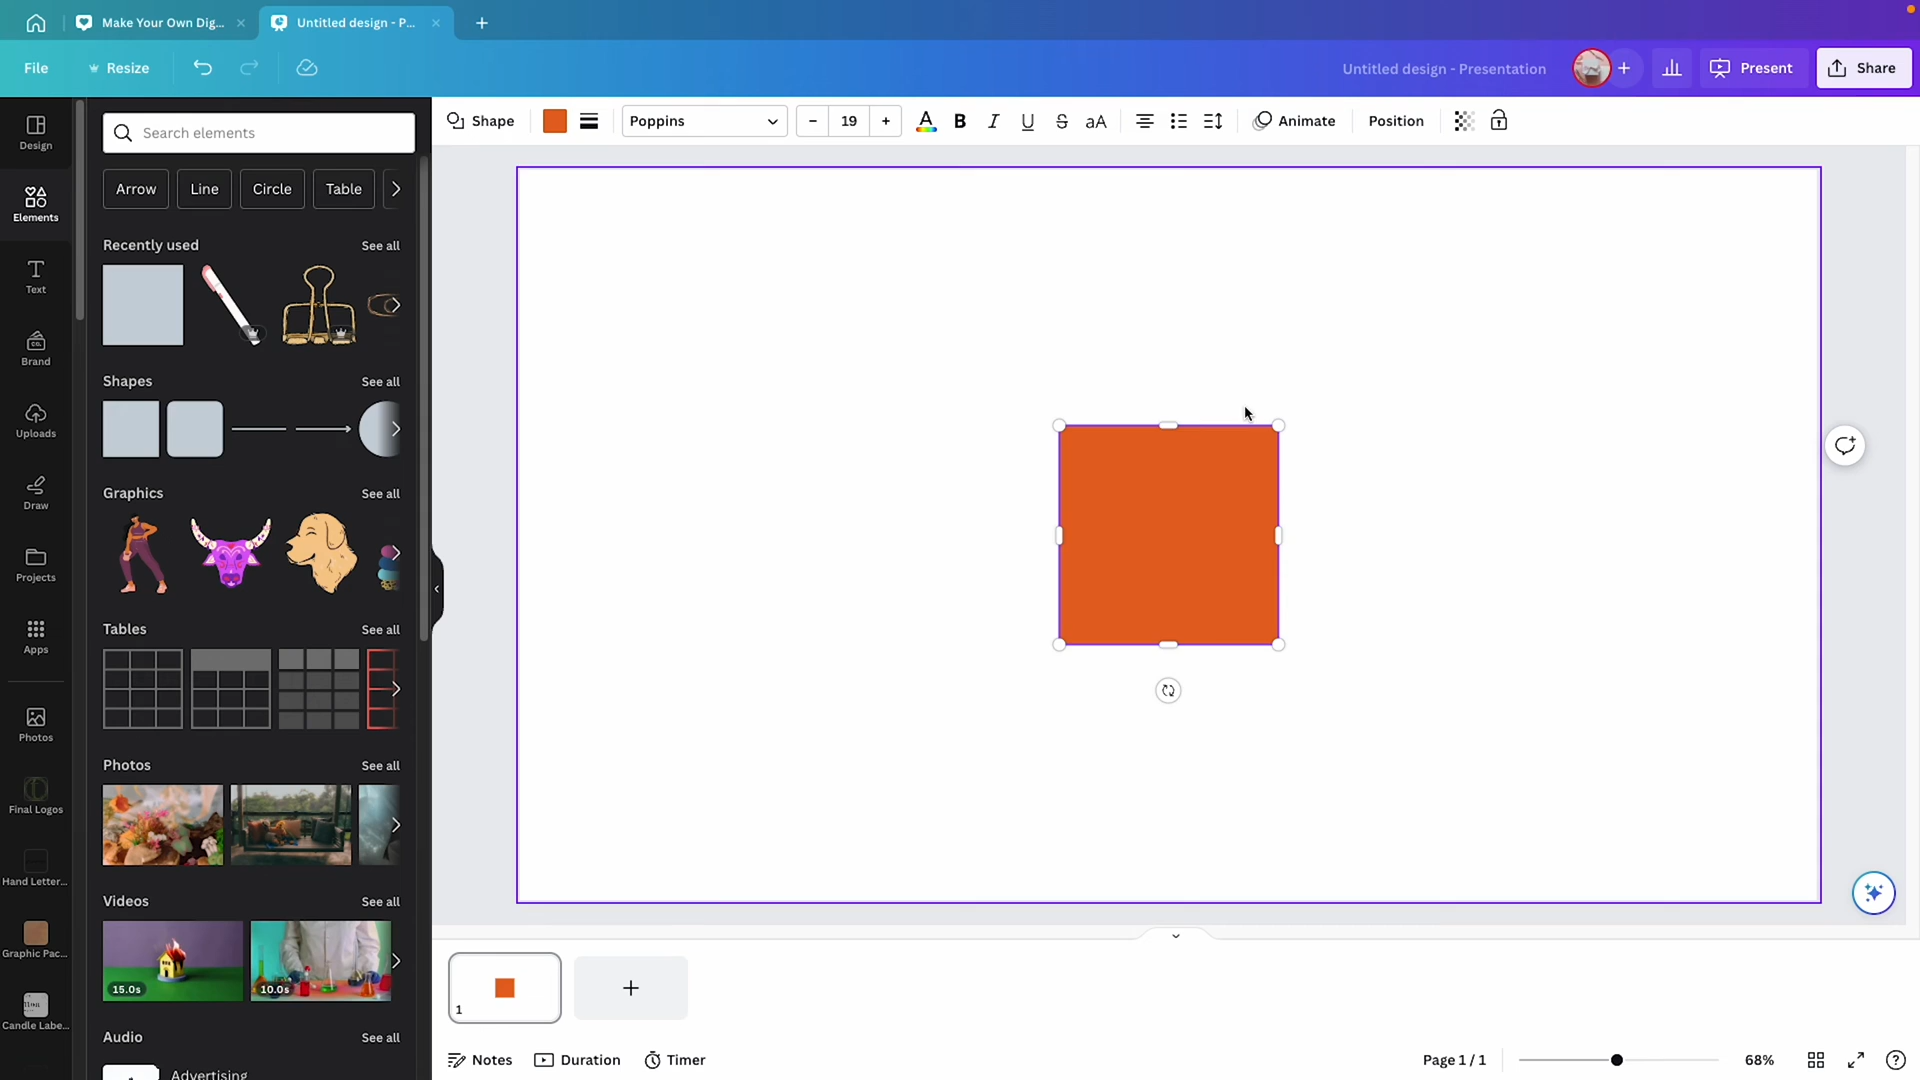 Make Your Own Dig...
Untitled design - P...
File
Resize
Untitled design - Presentation
Present
Share
Design
Elements
Text
Brand
Uploads
Draw
Projects
Apps
Photos
Final Logos
Hand Letter...
Graphic Pac...
Candle Labe...
Search elements
Arrow
Line
Circle
Table
Recently used
See all
Shapes
See all
Graphics
See all
Tables
See all
Photos
See all
Videos
See all
15.0s
10.0s
Audio
See all
Advertising
Shape
Poppins
19
A
B
I
U
S
aA
Animate
Position
1
Notes
Duration
Timer
Page 1 / 1
68%